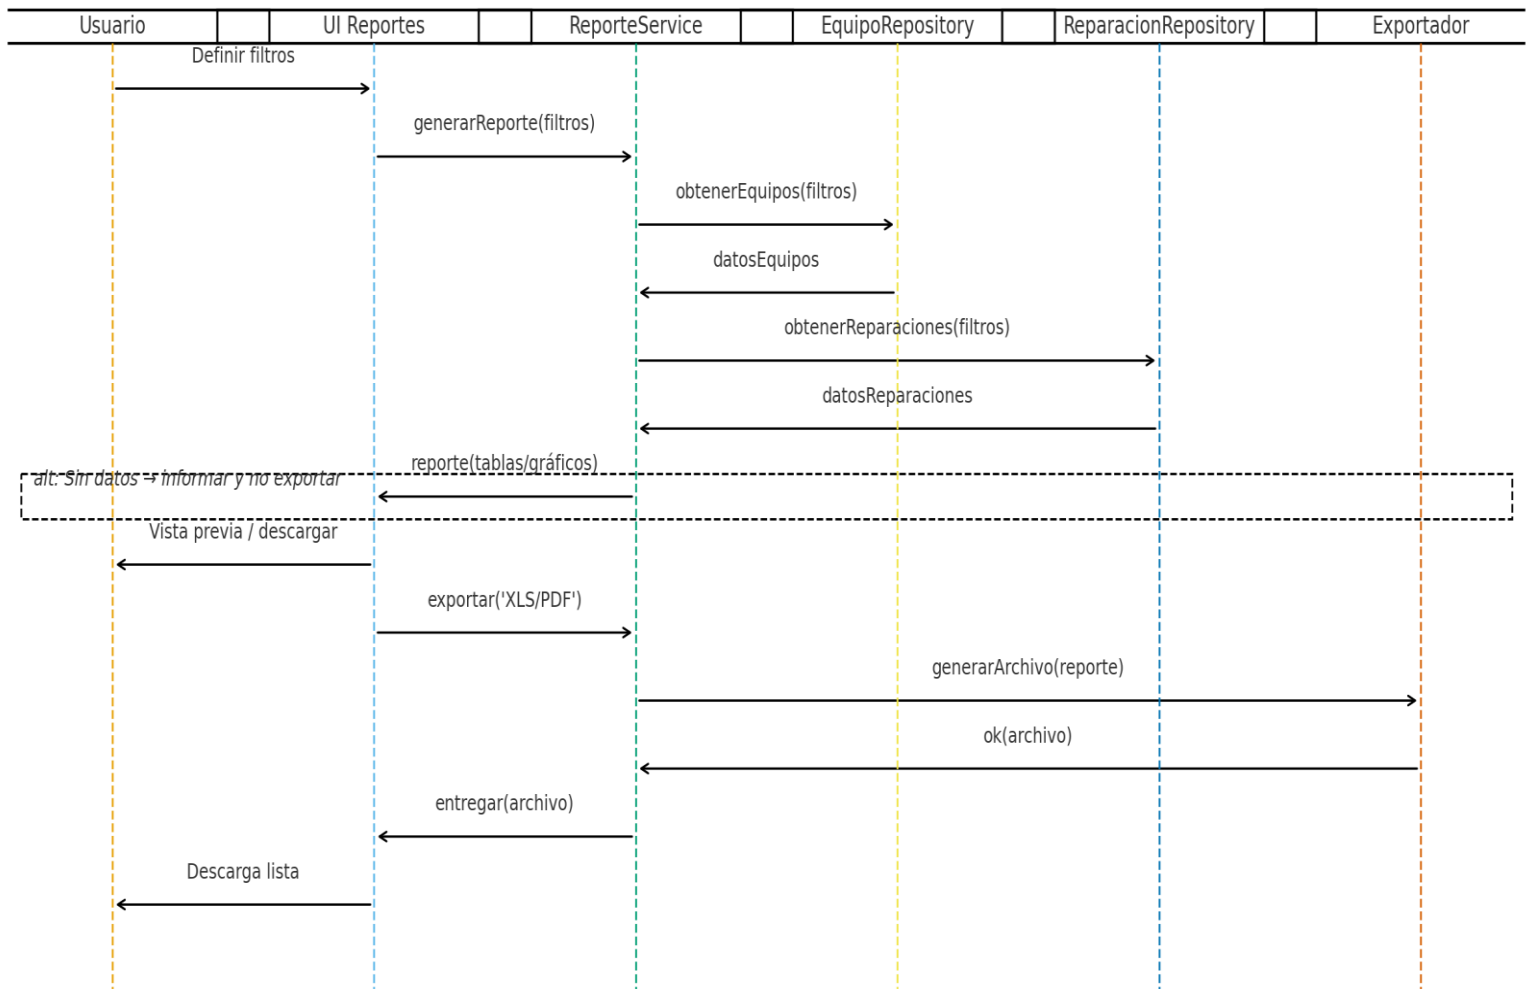 Usuario
UI Reportes
ReporteService
EquipoRepository
ReparacionRepository
Exportador
Definir filtros
generarReporte(filtros)
obtenerEquipos(filtros)
datosEquipos
obtenerReparaciones(filtros)
datosReparaciones
reporte(tablas/gráficos)
alt: Sin datos → informar y no exportar
Vista previa / descargar
exportar('XLS/PDF')
generarArchivo(reporte)
ok(archivo)
entregar(archivo)
Descarga lista